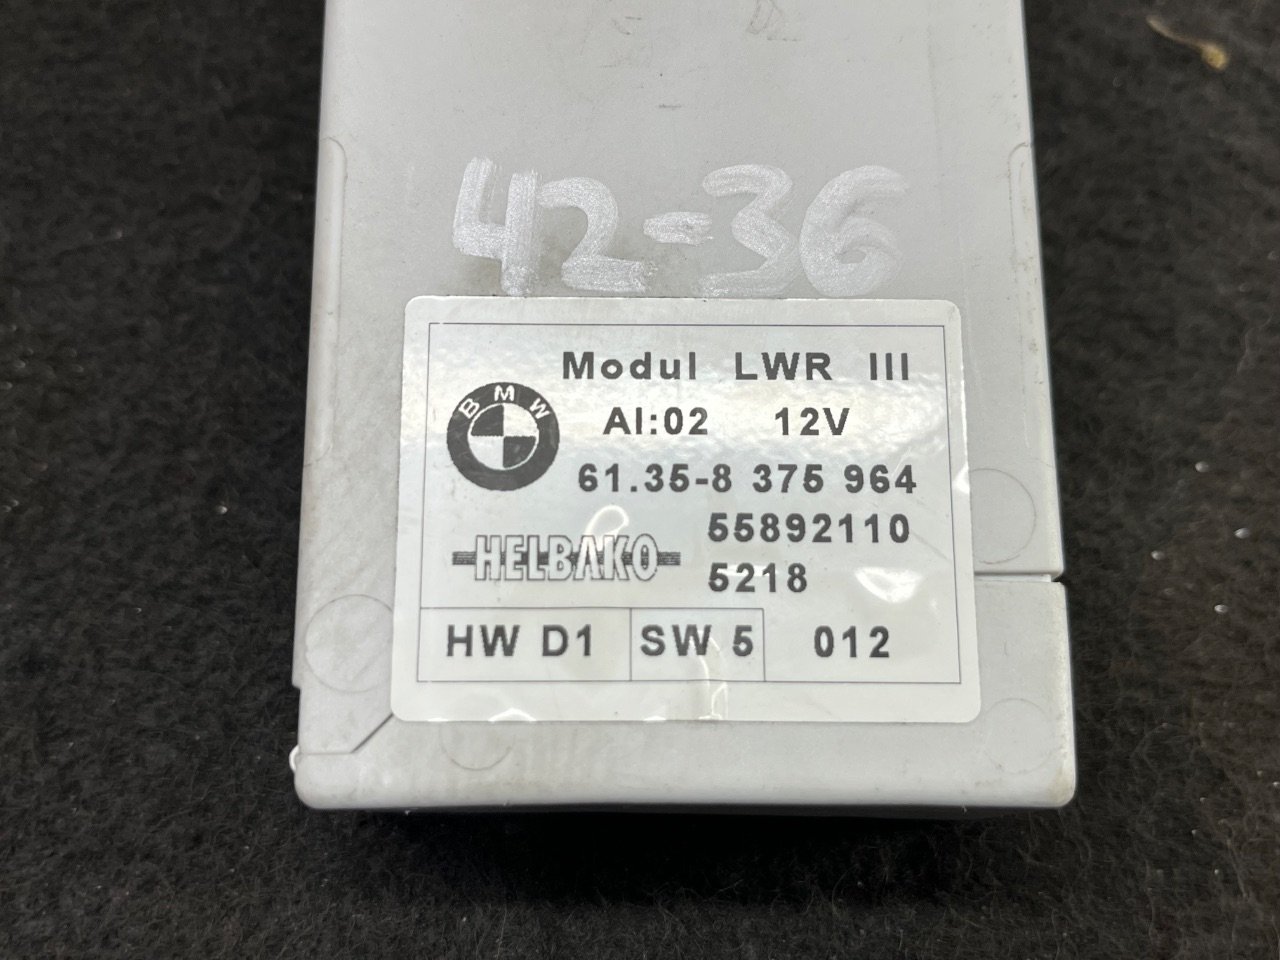 42-36
Modul LWR III
BMW
AI:02 12V
61.35-8 375 964
HELBAKO
55892110
5218
HW D1 SW 5 012